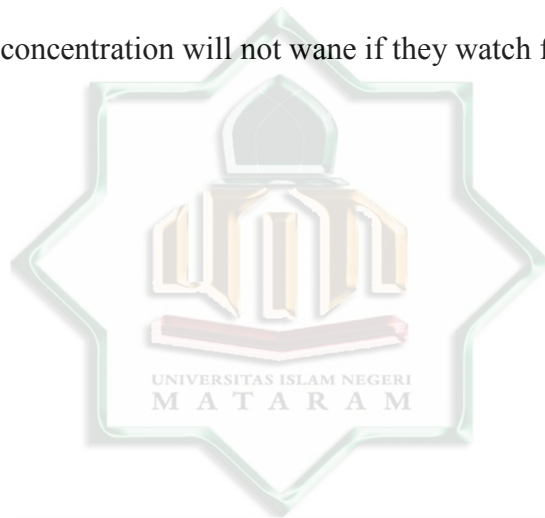 concentration will not wane if they watch f
UNIVERSITAS ISLAM NEGERI
MATARAM